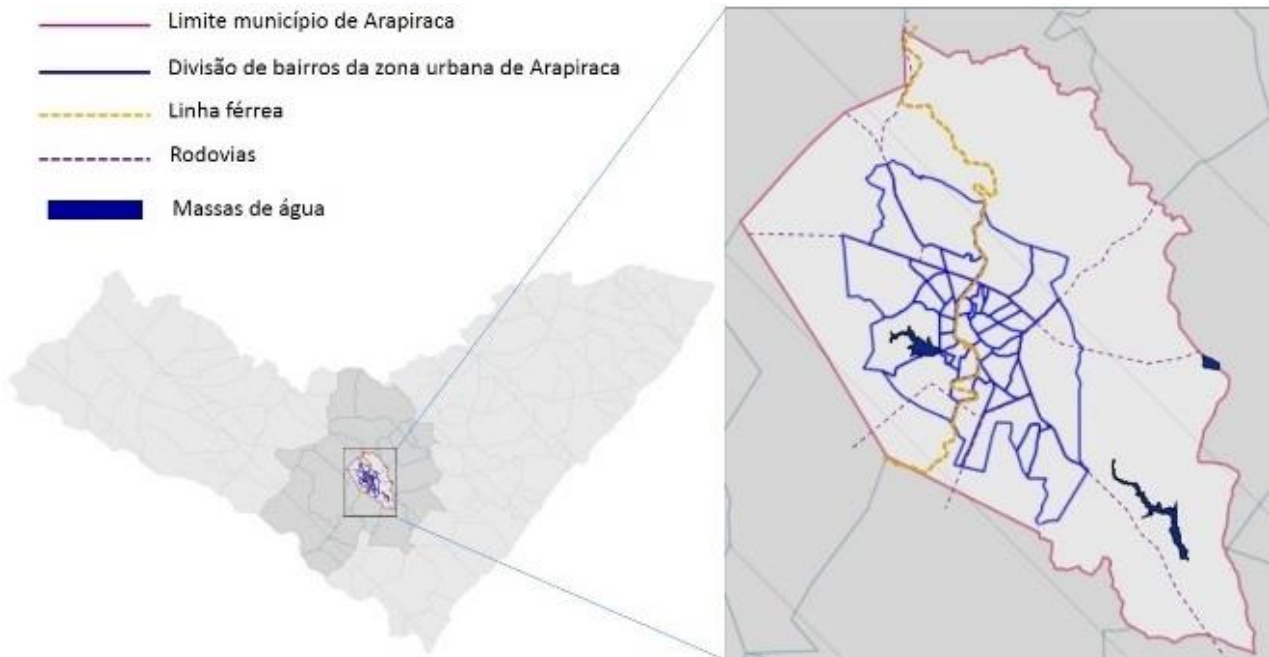 Limite município de Arapiraca
Divisão de bairros da zona urbana de Arapiraca
Linha férrea
Rodovias
Massas de água